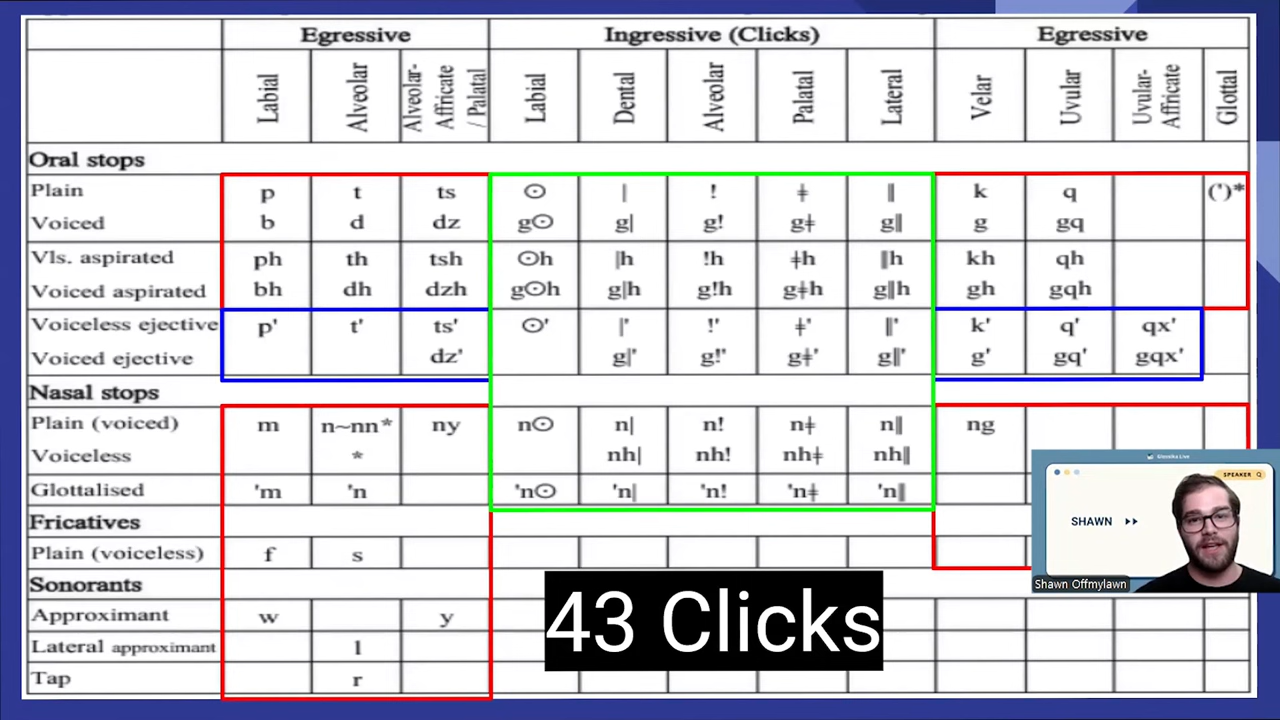 Egressive Ingressive (Clicks) Egressive
Labial Alveolar Alveolar-Affricate / Palatal Labial Dental Alveolar Palatal Lateral Velar Uvular Uvular-Affricate Glottal
Oral stops
Plain p t ts ʘ | ! ǂ ‖ k q (')*
Voiced b d dz gʘ g| g! gǂ g‖ g gq
Vls. aspirated ph th tsh ʘh |h !h ǂh ‖h kh qh
Voiced aspirated bh dh dzh gʘh g|h g!h gǂh g‖h gh gqh
Voiceless ejective p' t' ts' ʘ' |' !' ǂ' ‖' k' q' qx'
Voiced ejective dz' g|' g!' gǂ' g‖' g' gq' gqx'
Nasal stops
Plain (voiced) m n~nn* ny nʘ n| n! nǂ n‖ ng
Voiceless * nh| nh! nhǂ nh‖
Glottalised 'm 'n 'nʘ 'n| 'n! 'nǂ 'n‖
Fricatives
Plain (voiceless) f s
Sonorants
Approximant w y
Lateral approximant l
Tap r
43 Clicks
Glossika Live
SPEAKER
SHAWN
Shawn Offmylawn